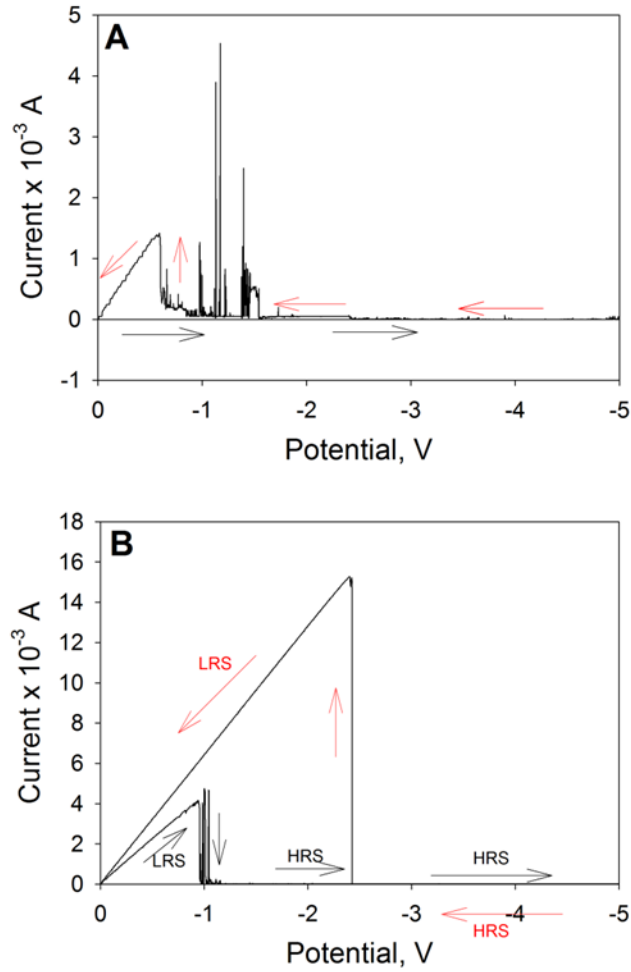 A
5
4
3
2
1
0
-1
Current x 10⁻³ A
0 -1 -2 -3 -4 -5
Potential, V
B
18
16
14
12
10
8
6
4
2
0
Current x 10⁻³ A
LRS
LRS
HRS
HRS
HRS
0 -1 -2 -3 -4 -5
Potential, V